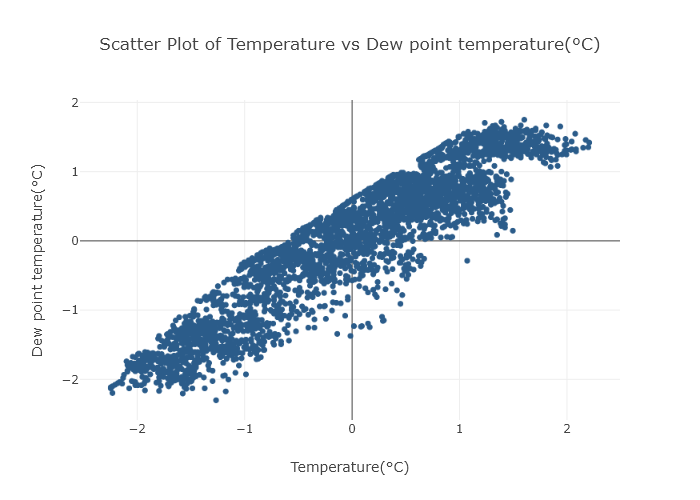 Scatter Plot of Temperature vs Dew point temperature(°C)
2
1
0
−1
−2
Dew point temperature(°C)
−2 −1 0 1 2
Temperature(°C)